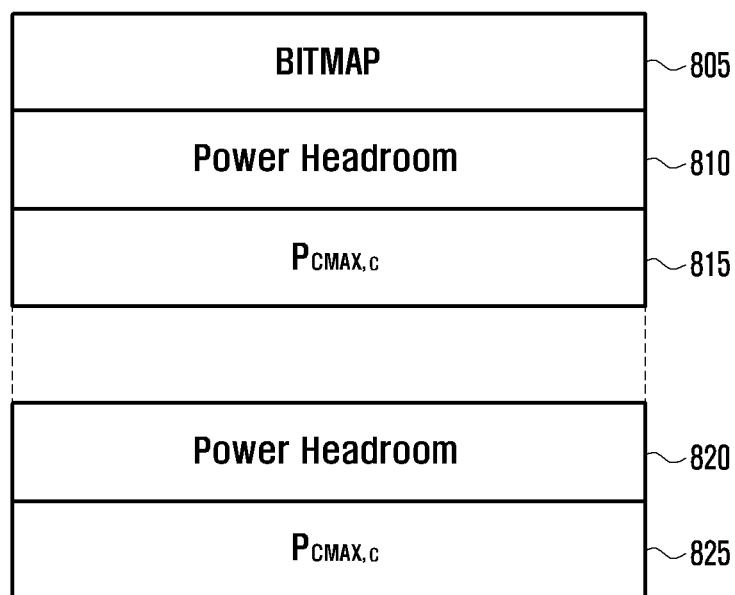 BITMAP 805
Power Headroom 810
PCMAX,C 815
Power Headroom 820
PCMAX,C 825